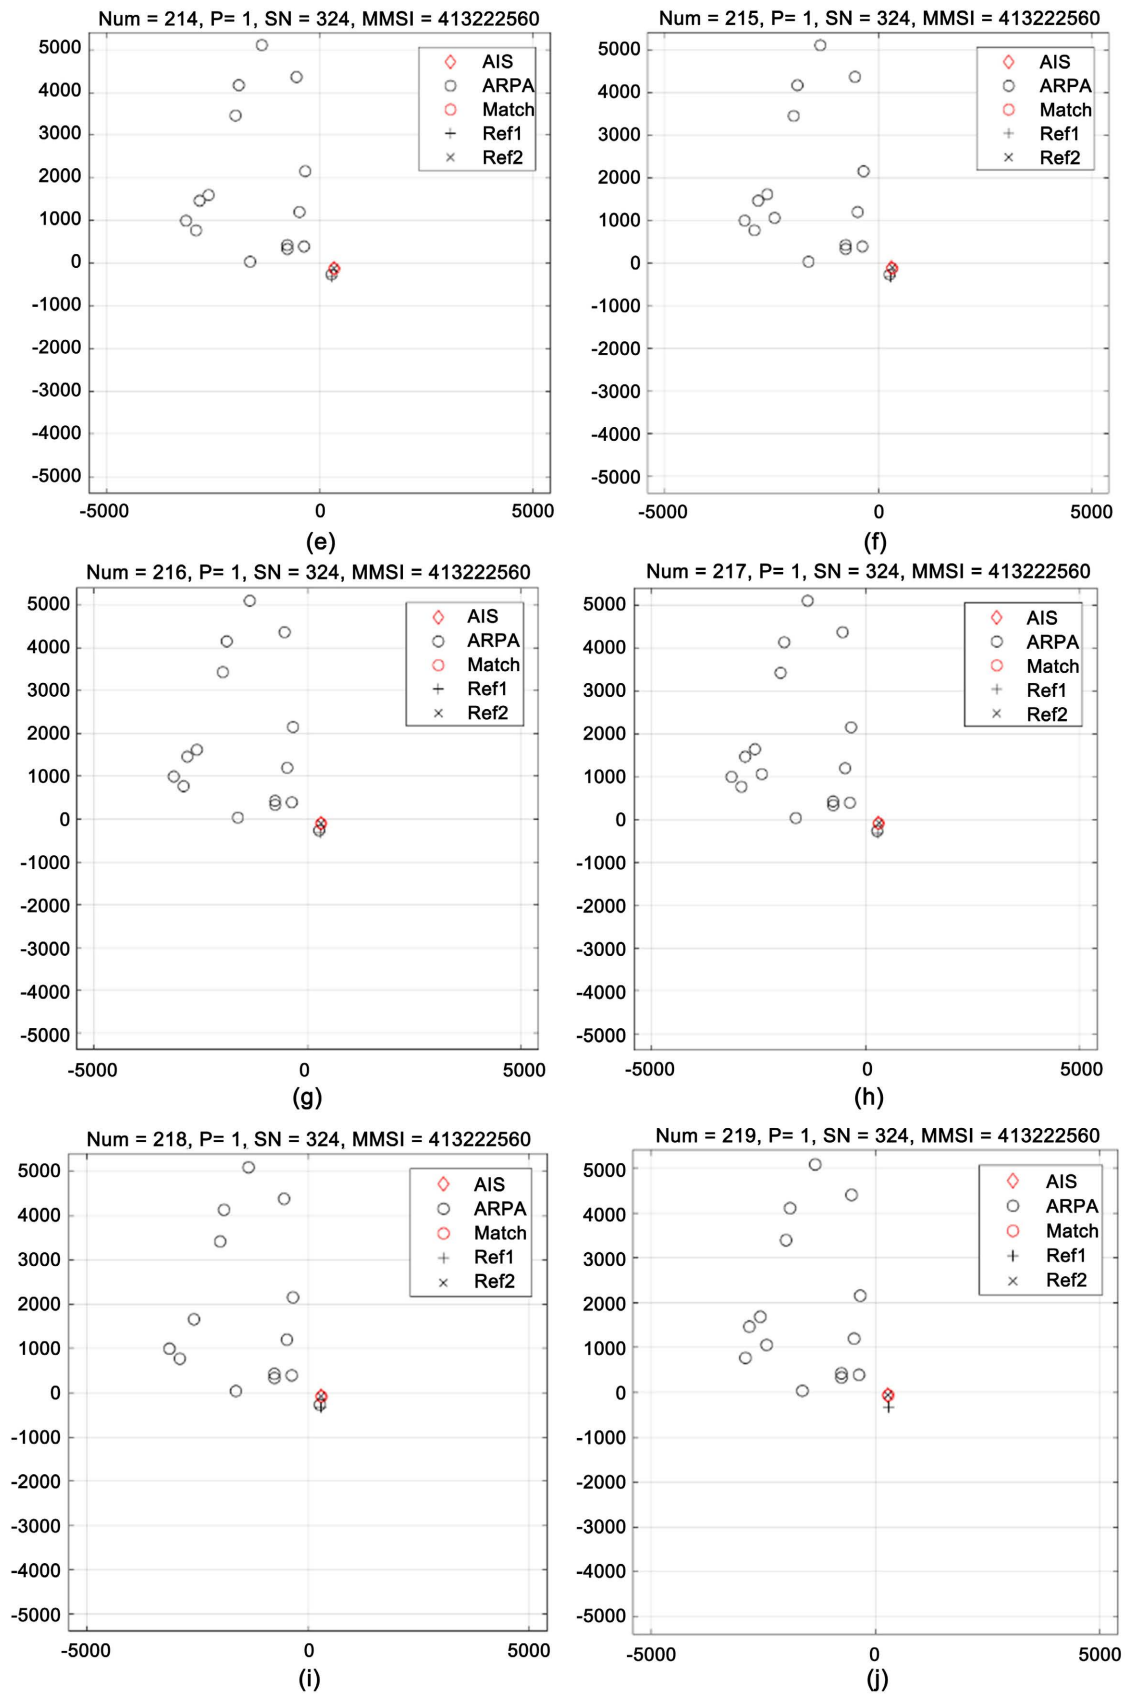 Num = 214, P= 1, SN = 324, MMSI = 413222560
5000
4000
3000
2000
1000
0
-1000
-2000
-3000
-4000
-5000
-5000 0 5000
AIS
ARPA
Match
Ref1
Ref2
(e)
Num = 215, P= 1, SN = 324, MMSI = 413222560
5000
4000
3000
2000
1000
0
-1000
-2000
-3000
-4000
-5000
-5000 0 5000
AIS
ARPA
Match
Ref1
Ref2
(f)
Num = 216, P= 1, SN = 324, MMSI = 413222560
5000
4000
3000
2000
1000
0
-1000
-2000
-3000
-4000
-5000
-5000 0 5000
AIS
ARPA
Match
Ref1
Ref2
(g)
Num = 217, P= 1, SN = 324, MMSI = 413222560
5000
4000
3000
2000
1000
0
-1000
-2000
-3000
-4000
-5000
-5000 0 5000
AIS
ARPA
Match
Ref1
Ref2
(h)
Num = 218, P= 1, SN = 324, MMSI = 413222560
5000
4000
3000
2000
1000
0
-1000
-2000
-3000
-4000
-5000
-5000 0 5000
AIS
ARPA
Match
Ref1
Ref2
(i)
Num = 219, P= 1, SN = 324, MMSI = 413222560
5000
4000
3000
2000
1000
0
-1000
-2000
-3000
-4000
-5000
-5000 0 5000
AIS
ARPA
Match
Ref1
Ref2
(j)